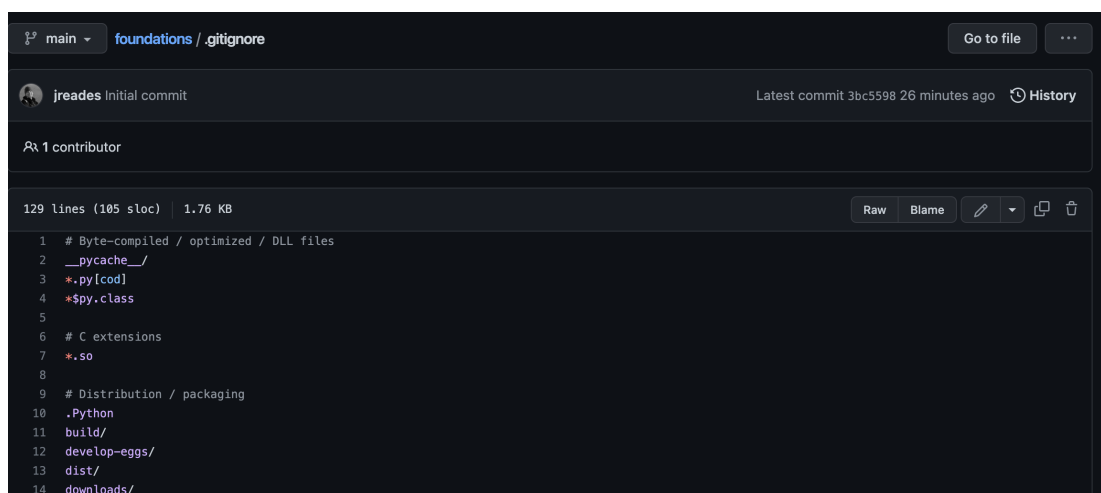 main
foundations / .gitignore
Go to file
jreades Initial commit
Latest commit 3bc5598 26 minutes ago
History
1 contributor
129 lines (105 sloc)
1.76 KB
Raw
Blame
1 # Byte-compiled / optimized / DLL files
2 __pycache__/
3 *.py[cod]
4 *$py.class
5
6 # C extensions
7 *.so
8
9 # Distribution / packaging
10 .Python
11 build/
12 develop-eggs/
13 dist/
14 downloads/